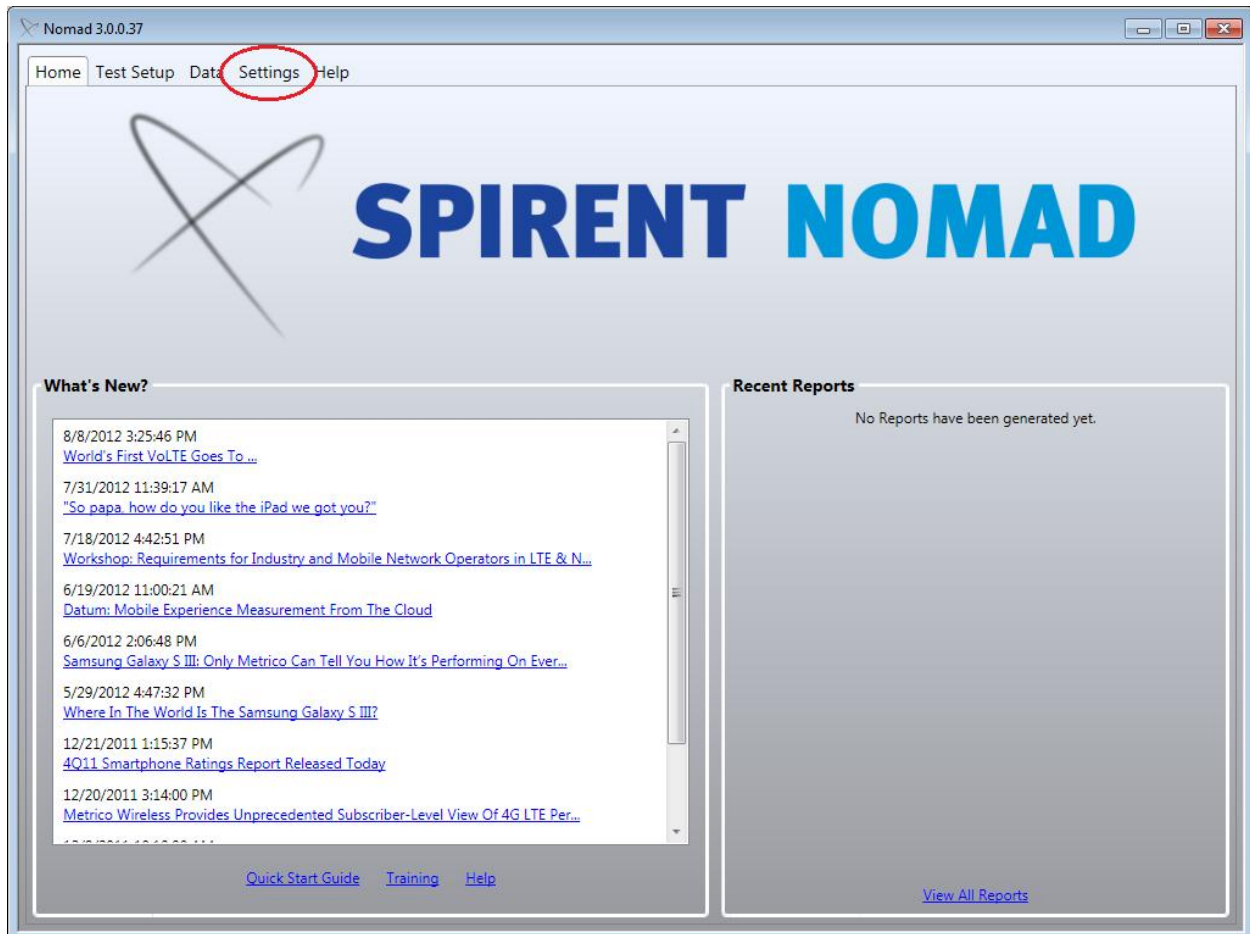 Nomad 3.0.0.37
Home Test Setup Data Settings Help
SPIRENT NOMAD
What's New?
8/8/2012 3:25:46 PM
World's First VoLTE Goes To ...
7/31/2012 11:39:17 AM
"So papa, how do you like the iPad we got you?"
7/18/2012 4:42:51 PM
Workshop: Requirements for Industry and Mobile Network Operators in LTE & N...
6/19/2012 11:00:21 AM
Datum: Mobile Experience Measurement From The Cloud
6/6/2012 2:06:48 PM
Samsung Galaxy S III: Only Metrico Can Tell You How It's Performing On Ever...
5/29/2012 4:47:32 PM
Where In The World Is The Samsung Galaxy S III?
12/21/2011 1:15:37 PM
4Q11 Smartphone Ratings Report Released Today
12/20/2011 3:14:00 PM
Metrico Wireless Provides Unprecedented Subscriber-Level View Of 4G LTE Per...
Quick Start Guide Training Help
Recent Reports
No Reports have been generated yet.
View All Reports